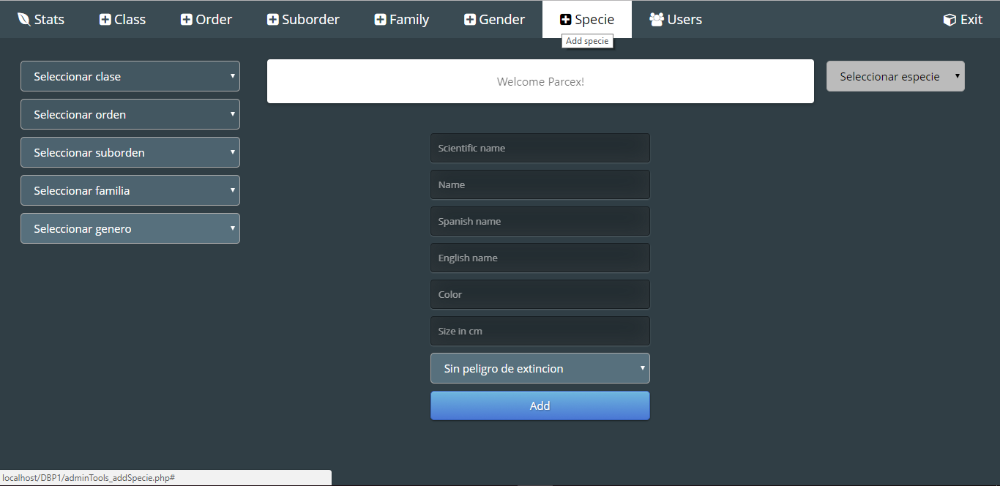 Stats Class Order Suborder Family Gender Specie Users Exit
Add specie
Seleccionar clase
Seleccionar orden
Seleccionar suborden
Seleccionar familia
Seleccionar genero
Welcome Parcex!
Seleccionar especie
Scientific name
Name
Spanish name
English name
Color
Size in cm
Sin peligro de extincion
Add
localhost/DBP1/adminTools_addSpecie.php#